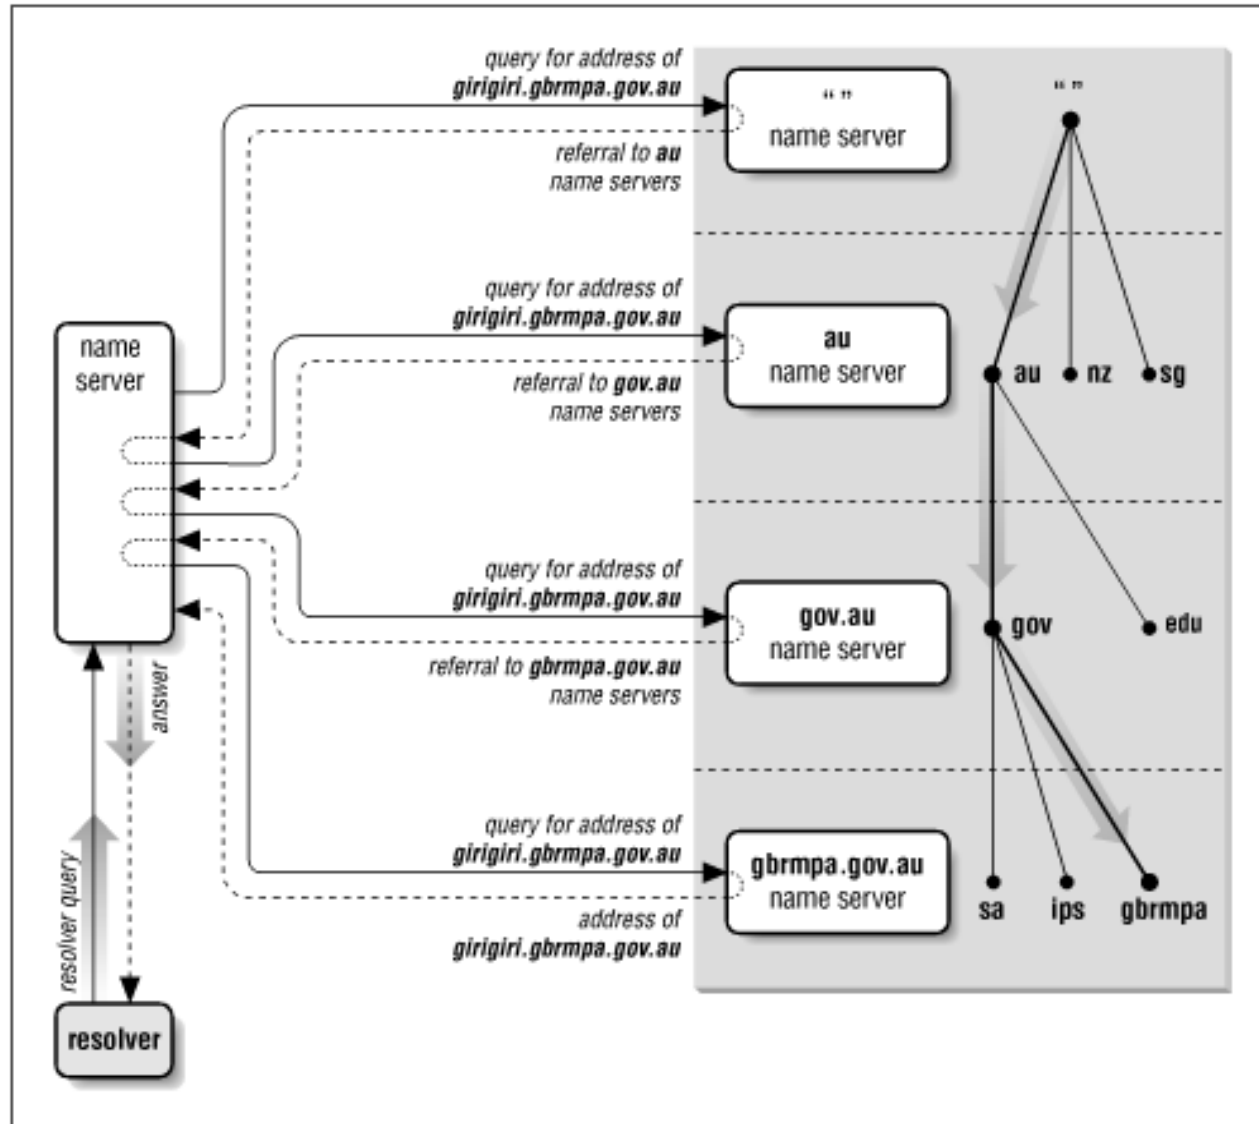 query for address of
girigiri.gbrmpa.gov.au
“ ”
name server
“ ”
referral to au
name servers
query for address of
girigiri.gbrmpa.gov.au
au
name server
au
nz
sg
referral to gov.au
name servers
name
server
query for address of
girigiri.gbrmpa.gov.au
gov.au
name server
gov
edu
referral to gbrmpa.gov.au
name servers
answer
query for address of
girigiri.gbrmpa.gov.au
gbrmpa.gov.au
name server
sa
ips
gbrmpa
address of
girigiri.gbrmpa.gov.au
resolver query
resolver